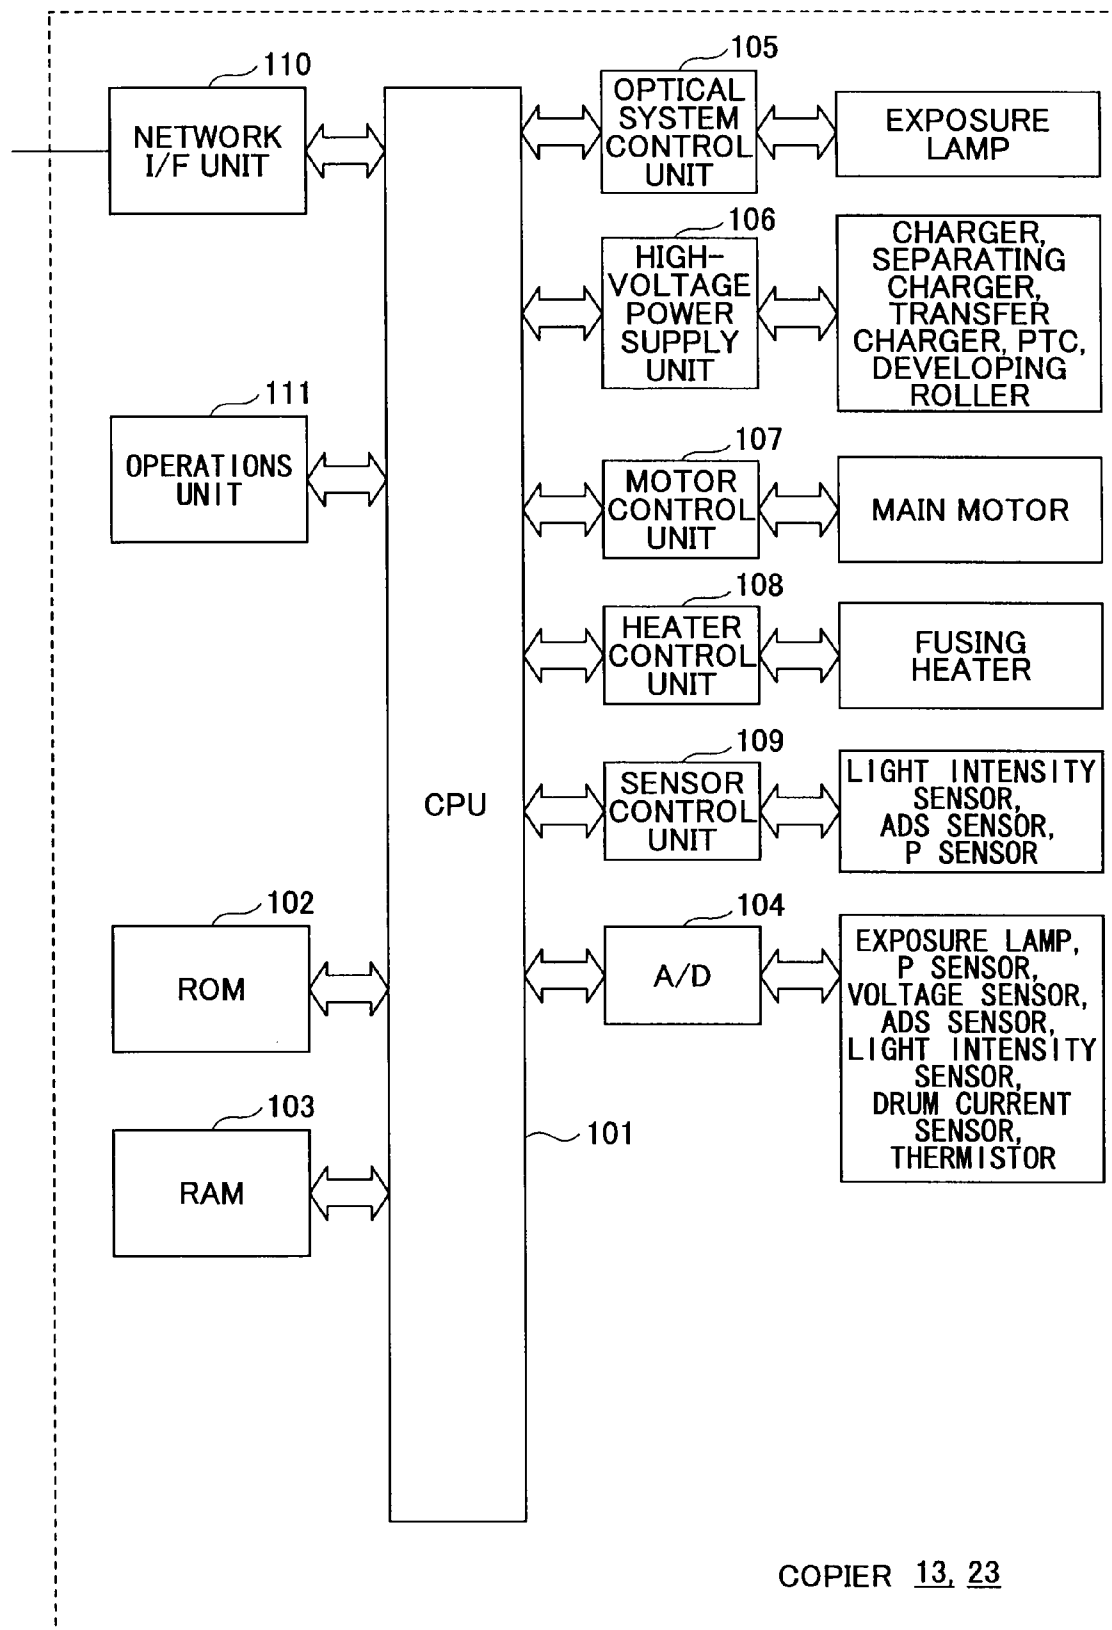 110
NETWORK
I/F UNIT
111
OPERATIONS
UNIT
102
ROM
103
RAM
CPU
101
105
OPTICAL
SYSTEM
CONTROL
UNIT
EXPOSURE
LAMP
106
HIGH-
VOLTAGE
POWER
SUPPLY
UNIT
CHARGER,
SEPARATING
CHARGER,
TRANSFER
CHARGER, PTC,
DEVELOPING
ROLLER
107
MOTOR
CONTROL
UNIT
MAIN MOTOR
108
HEATER
CONTROL
UNIT
FUSING
HEATER
109
SENSOR
CONTROL
UNIT
LIGHT INTENSITY
SENSOR,
ADS SENSOR,
P SENSOR
104
A/D
EXPOSURE LAMP,
P SENSOR,
VOLTAGE SENSOR,
ADS SENSOR,
LIGHT INTENSITY
SENSOR,
DRUM CURRENT
SENSOR,
THERMISTOR
COPIER 13, 23